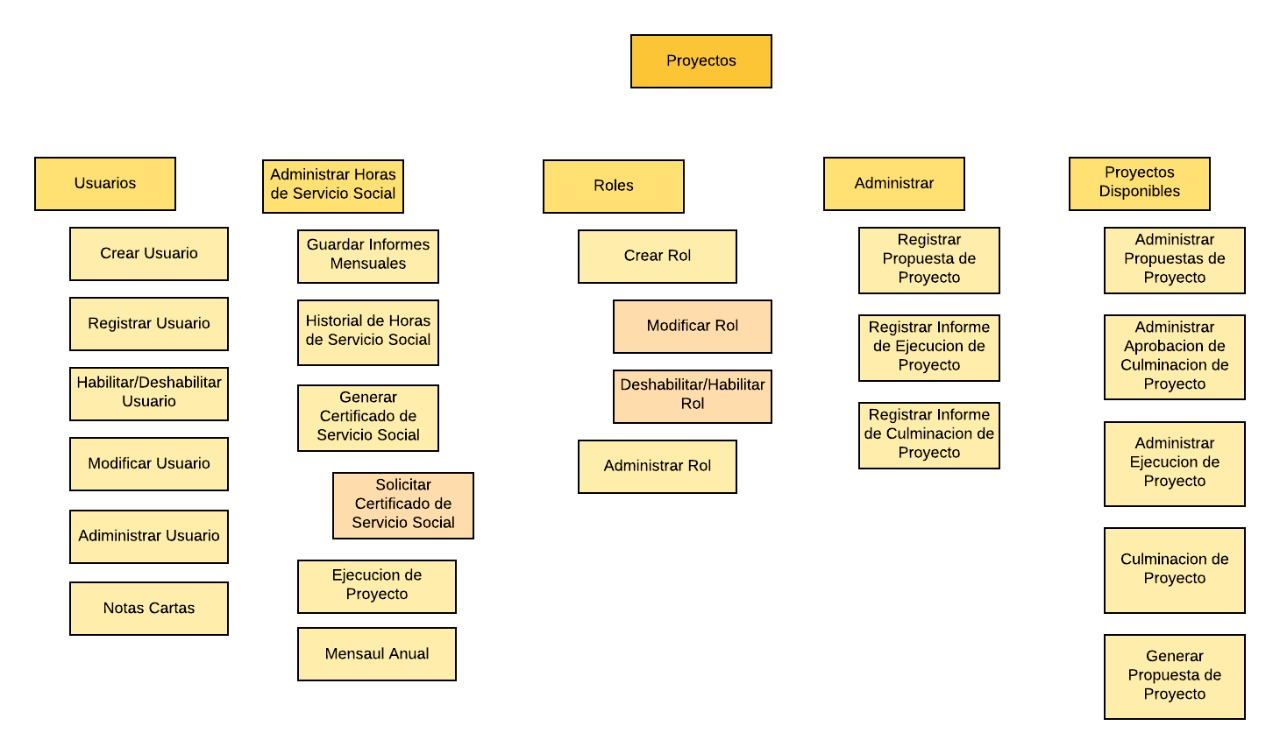 Proyectos
Usuarios
Crear Usuario
Registrar Usuario
Habilitar/Deshabilitar
Usuario
Modificar Usuario
Adiministrar Usuario
Notas Cartas
Administrar Horas
de Servicio Social
Guardar Informes
Mensuales
Historial de Horas
de Servicio Social
Generar
Certificado de
Servicio Social
Solicitar
Certificado de
Servicio Social
Ejecucion de
Proyecto
Mensaul Anual
Roles
Crear Rol
Modificar Rol
Deshabilitar/Habilitar
Rol
Administrar Rol
Administrar
Registrar
Propuesta de
Proyecto
Registrar Informe
de Ejecucion de
Proyecto
Registrar Informe
de Culminacion de
Proyecto
Proyectos
Disponibles
Administrar
Propuestas de
Proyecto
Administrar
Aprobacion de
Culminacion de
Proyecto
Administrar
Ejecucion de
Proyecto
Culminacion de
Proyecto
Generar
Propuesta de
Proyecto